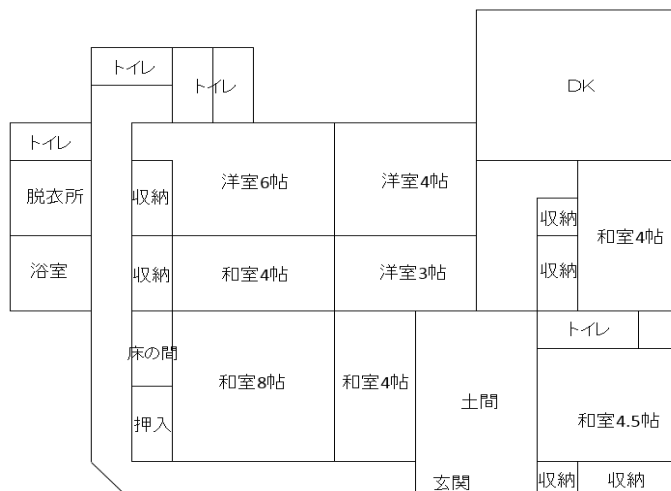 トイレ
トイレ
DK
トイレ
脱衣所
収納
洋室6帖
洋室4帖
収納
和室4帖
浴室
収納
和室4帖
洋室3帖
収納
トイレ
床の間
和室8帖
和室4帖
土間
和室4.5帖
押入
玄関
収納
収納